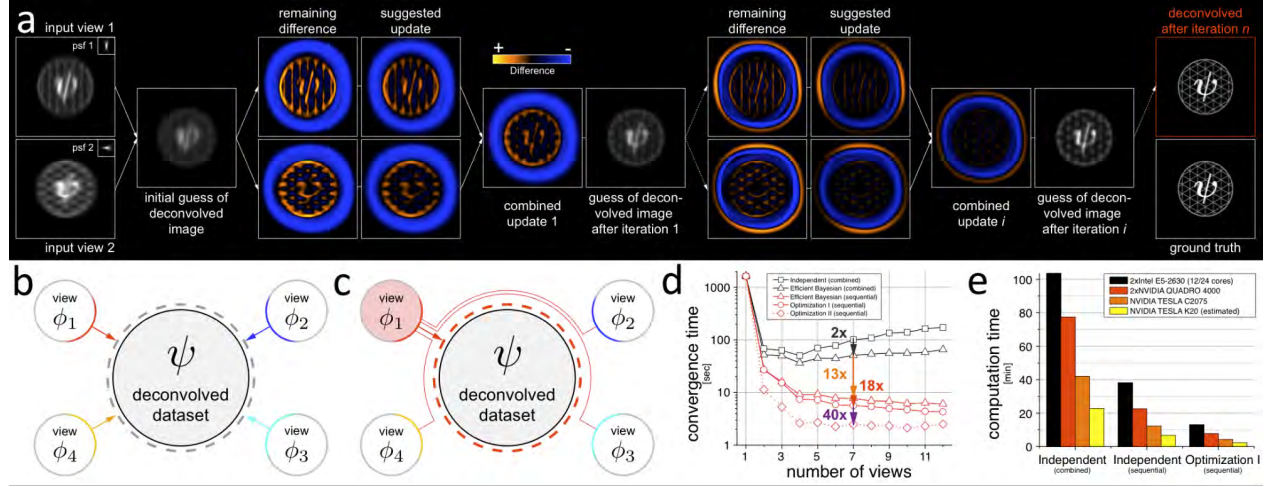 a
input view 1
psf 1
psf 2
input view 2
initial guess of
deconvolved
image
remaining
difference
suggested
update
+
-
Difference
combined
update 1
guess of decon-
volved image
after iteration 1
remaining
difference
suggested
update
combined
update i
guess of decon-
volved image
after iteration i
deconvolved
after iteration n
ψ
ψ
ground truth
b
view
ϕ1
view
ϕ2
ψ
deconvolved
dataset
view
ϕ4
view
ϕ3
c
view
ϕ1
view
ϕ2
ψ
deconvolved
dataset
view
ϕ4
view
ϕ3
d
convergence time
[sec]
1000
100
10
1
Independent (combined)
Efficient Bayesian (combined)
Efficient Bayesian (sequential)
Optimization I (sequential)
Optimization II (sequential)
2x
13x
18x
40x
1 3 5 7 9 11
number of views
e
computation time
[min]
100
80
60
40
20
0
2xIntel E5-2630 (12/24 cores)
2xNVIDIA QUADRO 4000
NVIDIA TESLA C2075
NVIDIA TESLA K20 (estimated)
Independent
(combined)
Independent
(sequential)
Optimization I
(sequential)